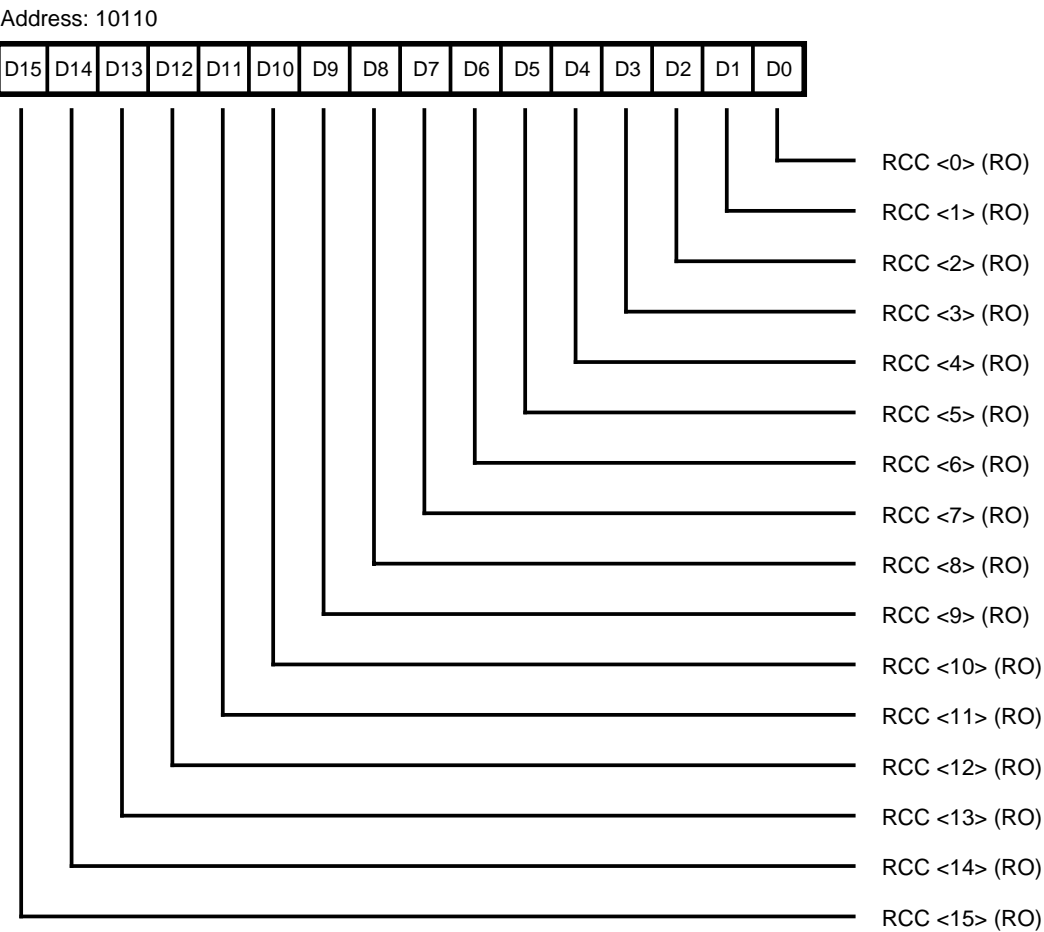 Address: 10110
D15 D14 D13 D12 D11 D10 D9 D8 D7 D6 D5 D4 D3 D2 D1 D0
RCC <0> (RO)
RCC <1> (RO)
RCC <2> (RO)
RCC <3> (RO)
RCC <4> (RO)
RCC <5> (RO)
RCC <6> (RO)
RCC <7> (RO)
RCC <8> (RO)
RCC <9> (RO)
RCC <10> (RO)
RCC <11> (RO)
RCC <12> (RO)
RCC <13> (RO)
RCC <14> (RO)
RCC <15> (RO)